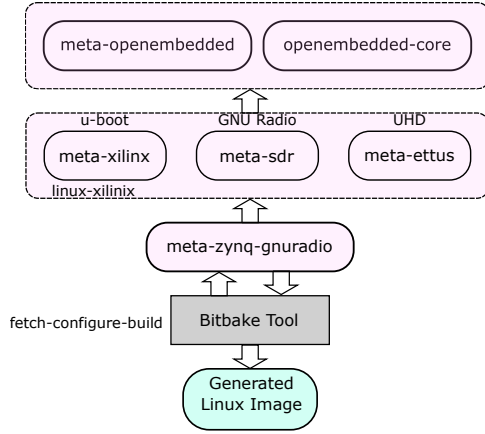 meta-openembedded
openembedded-core
u-boot
GNU Radio
UHD
meta-xilinx
meta-sdr
meta-ettus
linux-xilinix
meta-zynq-gnuradio
fetch-configure-build
Bitbake Tool
Generated
Linux Image